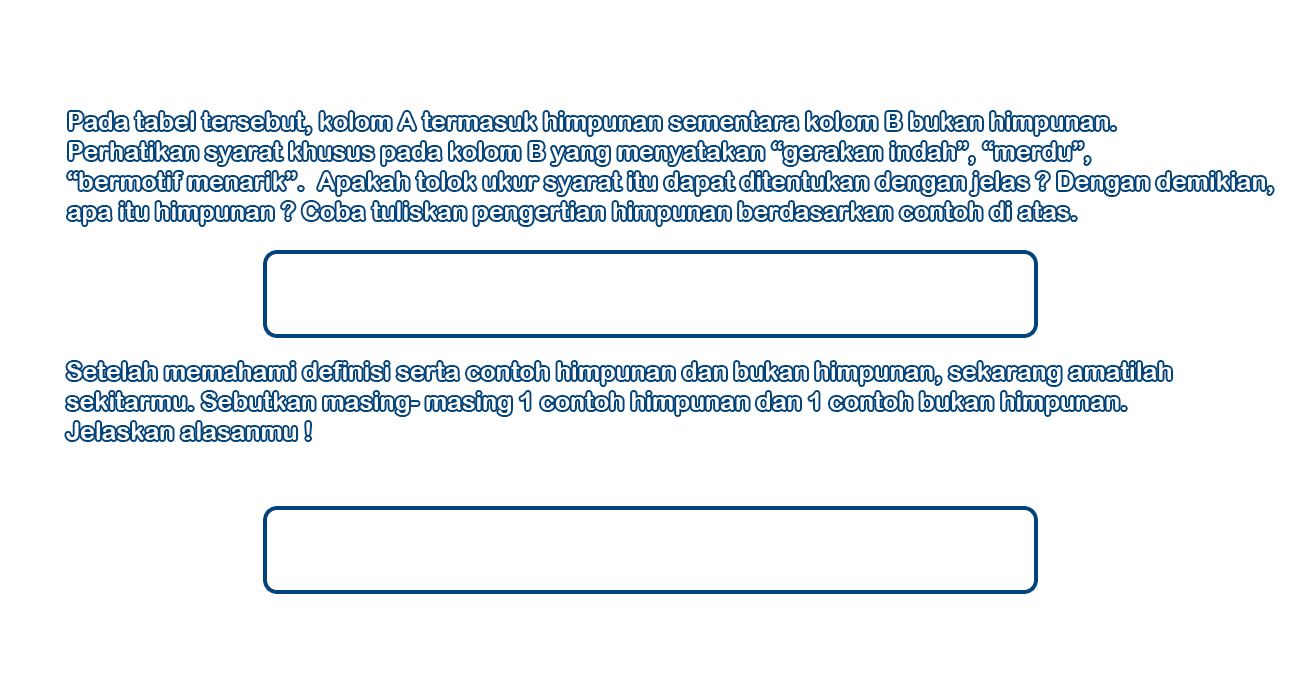 Pada tabel tersebut, kolom A termasuk himpunan sementara kolom B bukan himpunan.
Perhatikan syarat khusus pada kolom B yang menyatakan “gerakan indah”, “merdu”,
“bermotif menarik”.  Apakah tolok ukur syarat itu dapat ditentukan dengan jelas ? Dengan demikian,
apa itu himpunan ? Coba tuliskan pengertian himpunan berdasarkan contoh di atas.
Setelah memahami definisi serta contoh himpunan dan bukan himpunan, sekarang amatilah
sekitarmu. Sebutkan masing- masing 1 contoh himpunan dan 1 contoh bukan himpunan.
Jelaskan alasanmu !